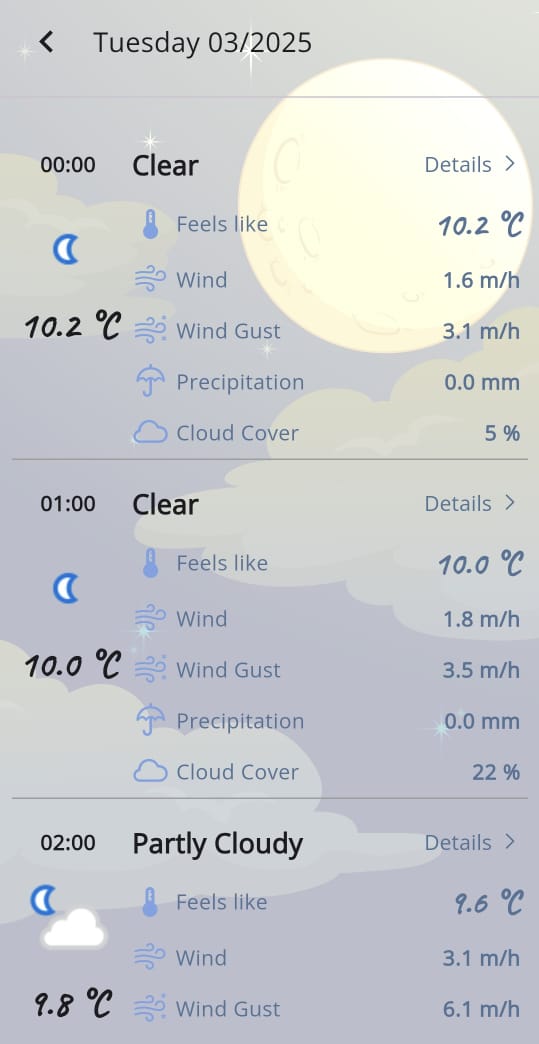 Tuesday 03/2025
00:00 Clear Details >
Feels like 10.2 ℃
Wind 1.6 m/h
10.2 ℃ Wind Gust 3.1 m/h
Precipitation 0.0 mm
Cloud Cover 5 %
01:00 Clear Details >
Feels like 10.0 ℃
Wind 1.8 m/h
10.0 ℃ Wind Gust 3.5 m/h
Precipitation 0.0 mm
Cloud Cover 22 %
02:00 Partly Cloudy Details >
Feels like 9.6 ℃
Wind 3.1 m/h
9.8 ℃ Wind Gust 6.1 m/h